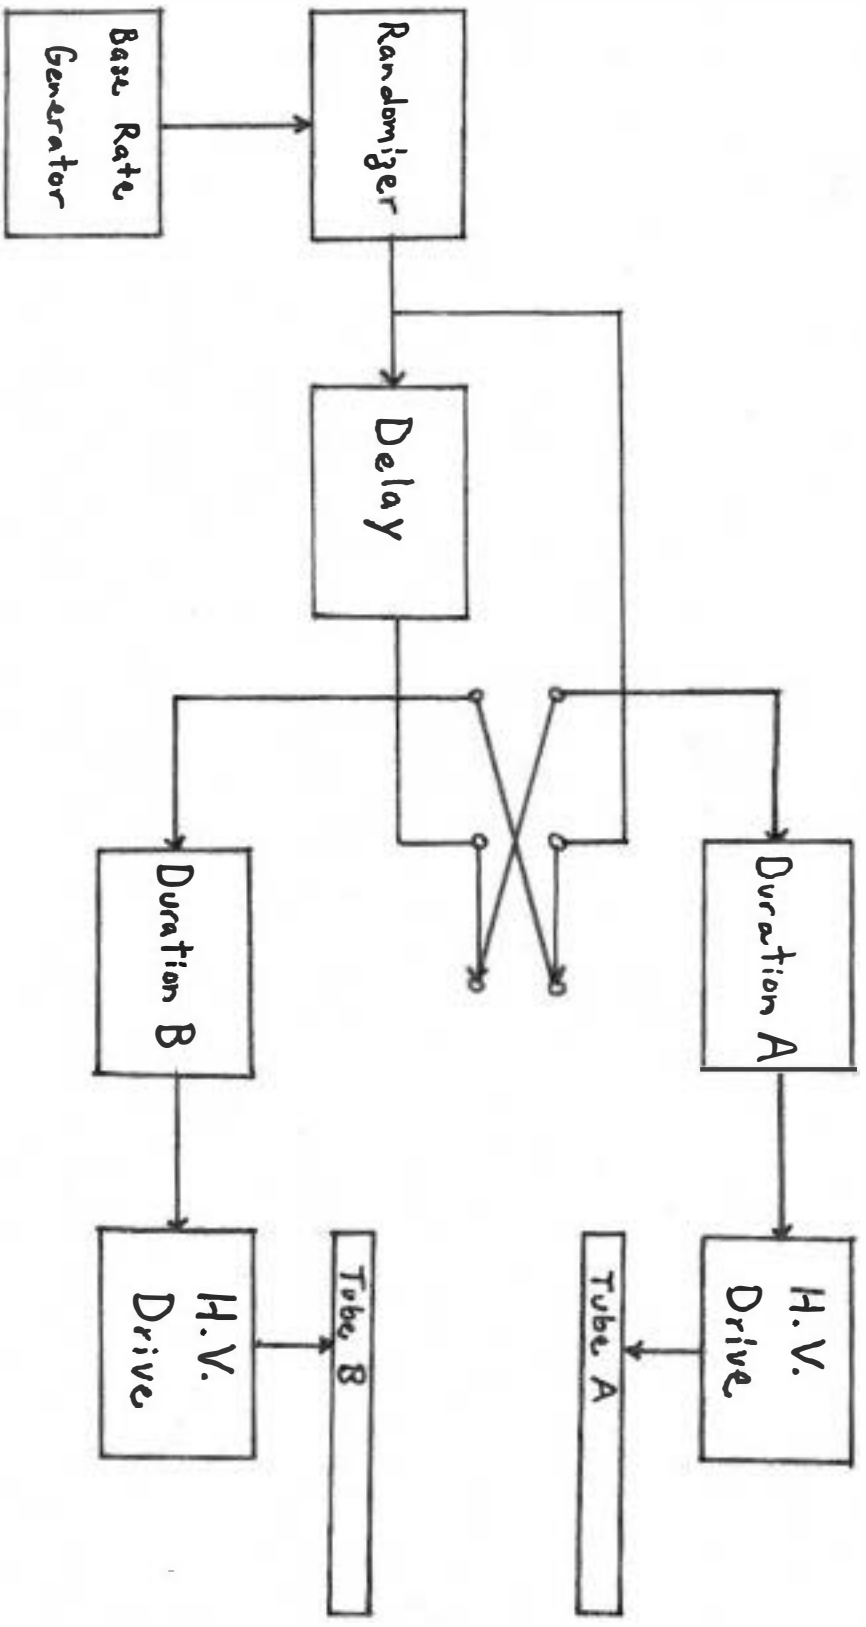 Base Rate
Generator
Randomizer
Delay
Duration A
Duration B
H.V.
Drive
H.V.
Drive
Tube A
Tube B